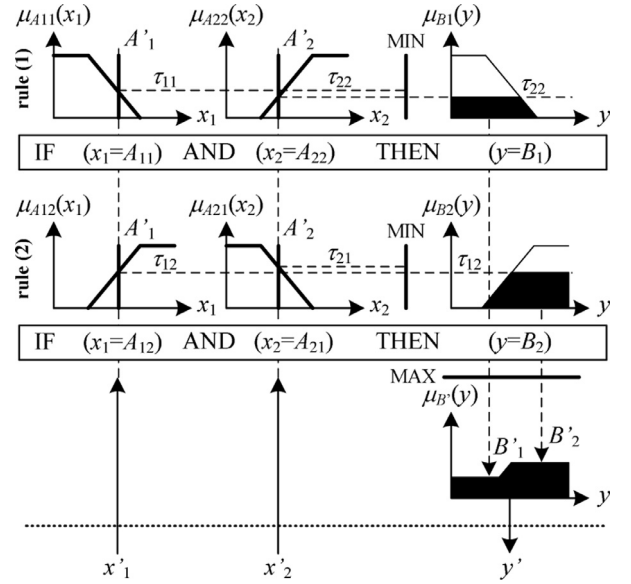 μA11(x1) A'1 μA22(x2) A'2 MIN μB1(y)
rule (1) τ11 τ22 τ22
x1 x2 y
IF (x1=A11) AND (x2=A22) THEN (y=B1)
μA12(x1) A'1 μA21(x2) A'2 MIN μB2(y)
rule (2) τ12 τ21 τ12
x1 x2 y
IF (x1=A12) AND (x2=A21) THEN (y=B2)
MAX
μB'(y)
B'1 B'2
y
x'1 x'2 y'